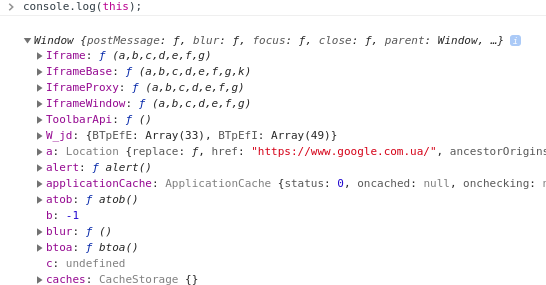 console.log(this);
Window {postMessage: ƒ, blur: ƒ, focus: ƒ, close: ƒ, parent: Window, …} i
Iframe: ƒ (a,b,c,d,e,f,g)
IframeBase: ƒ (a,b,c,d,e,f,g,k)
IframeProxy: ƒ (a,b,c,d,e,f,g)
IframeWindow: ƒ (a,b,c,d,e,f,g)
ToolbarApi: ƒ ()
W_jd: {BTpEfE: Array(33), BTpEfI: Array(49)}
a: Location {replace: ƒ, href: "https://www.google.com.ua/", ancestorOrigins
alert: ƒ alert()
applicationCache: ApplicationCache {status: 0, oncached: null, onchecking: n
atob: ƒ atob()
b: -1
blur: ƒ ()
btoa: ƒ btoa()
c: undefined
caches: CacheStorage {}